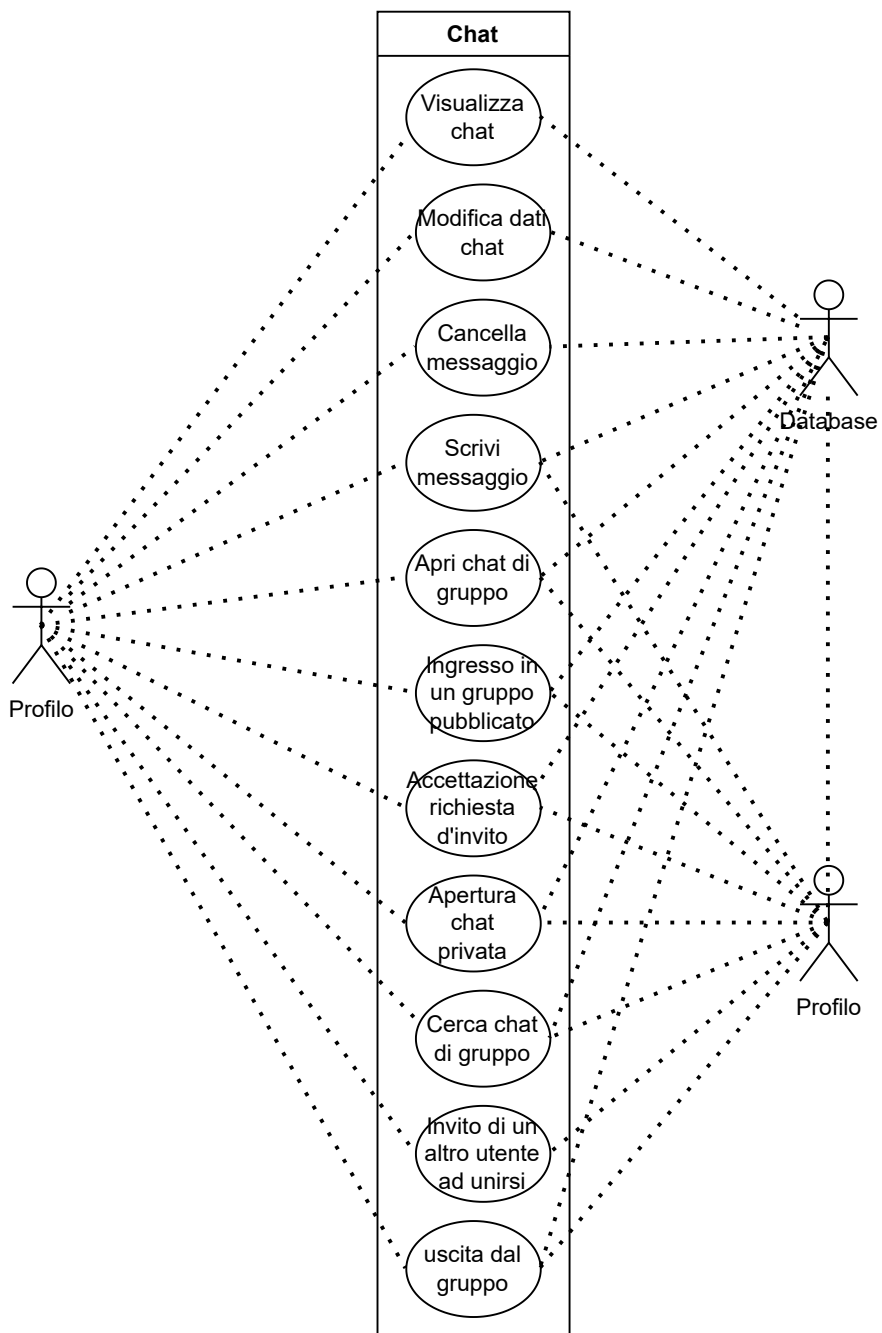 Chat
Visualizza
chat
Modifica dati
chat
Cancella
messaggio
Database
Scrivi
messaggio
Apri chat di
gruppo
Ingresso in
un gruppo
pubblicato
Profilo
Accettazione
richiesta
d'invito
Apertura
chat
privata
Profilo
Cerca chat
di gruppo
Invito di un
altro utente
ad unirsi
uscita dal
gruppo